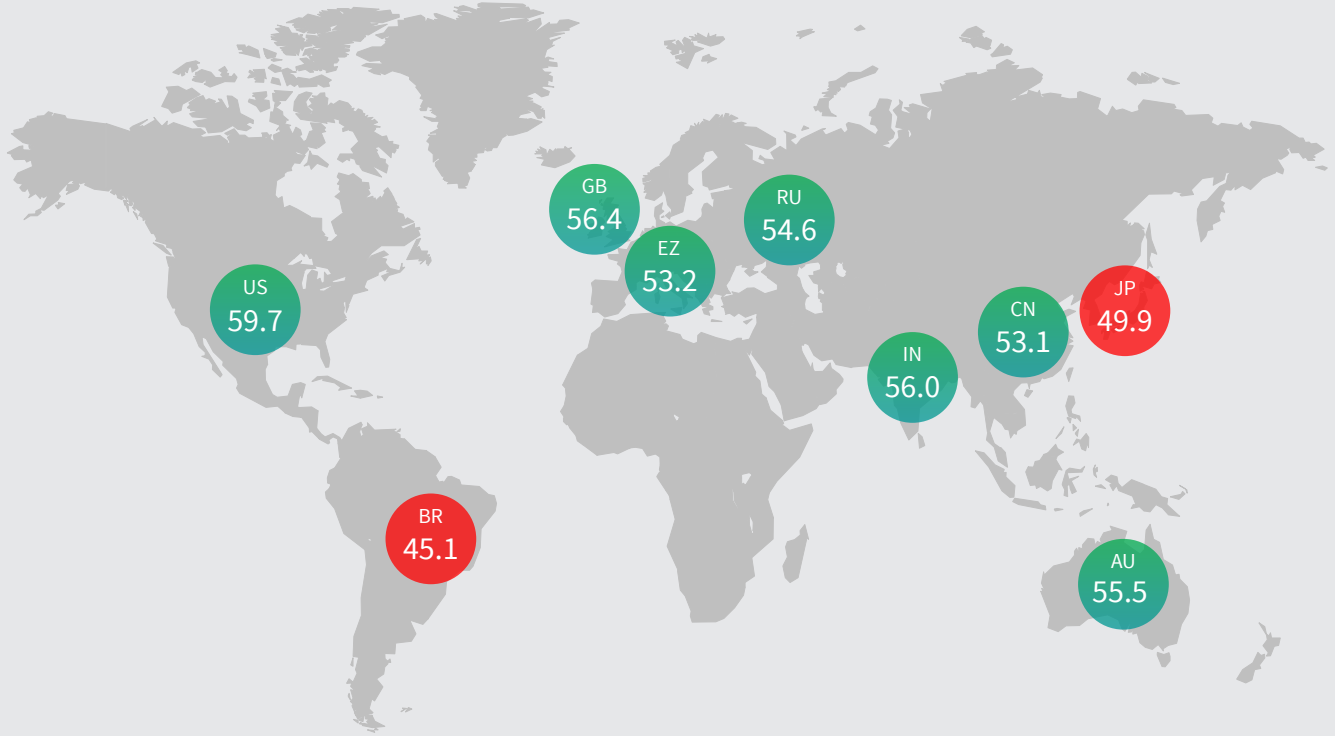 GB
56.4
RU
54.6
EZ
53.2
US
59.7
JP
49.9
CN
53.1
IN
56.0
BR
45.1
AU
55.5